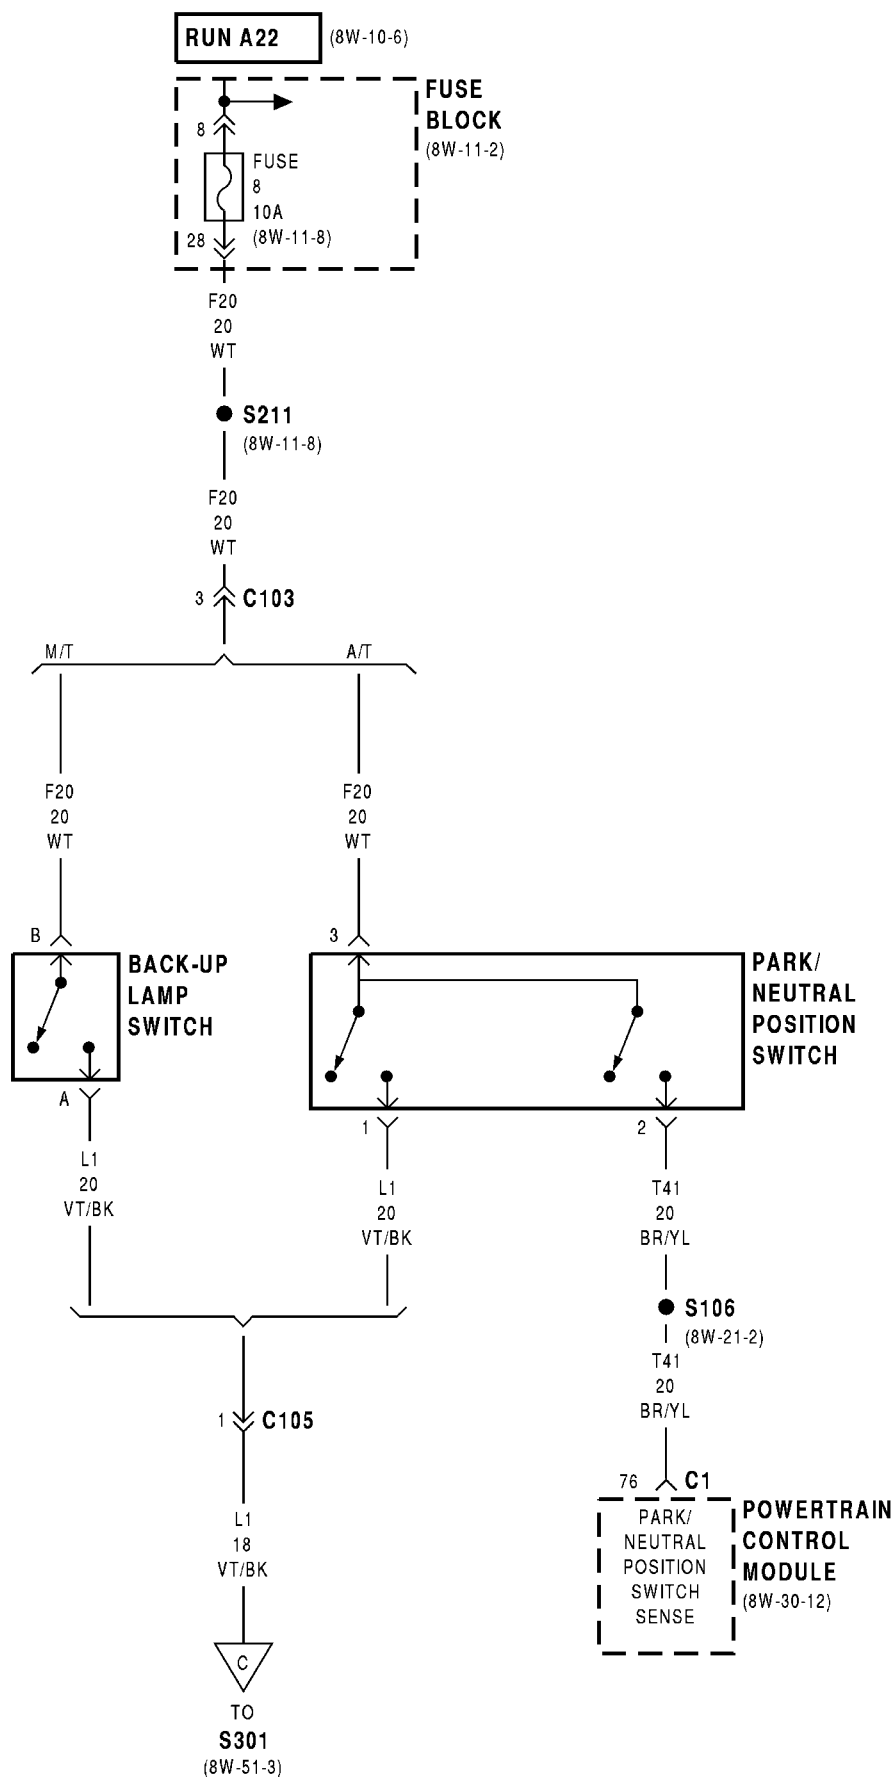 RUN A22
(8W-10-6)
FUSE
BLOCK
(8W-11-2)
8
FUSE
8
10A
(8W-11-8)
28
F20
20
WT
S211
(8W-11-8)
F20
20
WT
3
C103
M/T
A/T
F20
20
WT
F20
20
WT
B
BACK-UP
LAMP
SWITCH
A
3
PARK/
NEUTRAL
POSITION
SWITCH
1
2
L1
20
VT/BK
L1
20
VT/BK
T41
20
BR/YL
S106
(8W-21-2)
T41
20
BR/YL
1
C105
L1
18
VT/BK
76
C1
PARK/
NEUTRAL
POSITION
SWITCH
SENSE
POWERTRAIN
CONTROL
MODULE
(8W-30-12)
C
TO
S301
(8W-51-3)